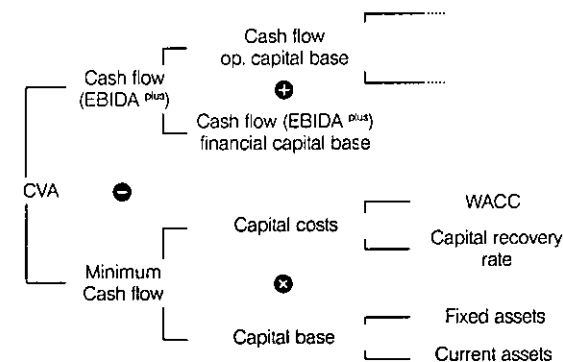 Cash flow
op. capital base
Cash flow
(EBIDA plus)
+
Cash flow (EBIDA plus)
financial capital base
CVA
−
WACC
Capital costs
Capital recovery
rate
Minimum
Cash flow
×
Fixed assets
Capital base
Current assets